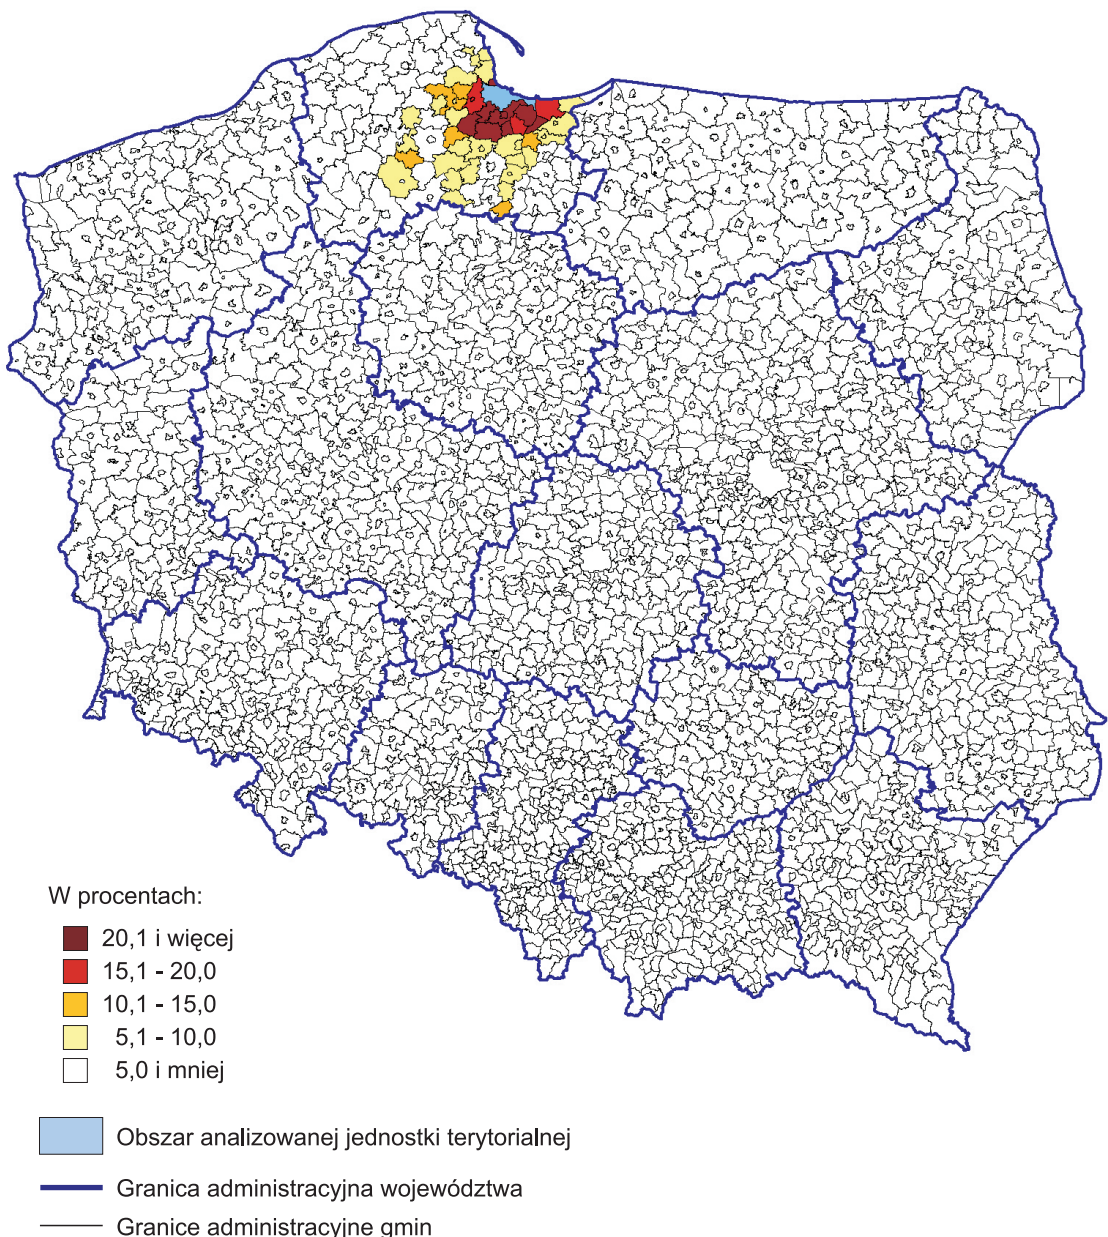 W procentach:
20,1 i więcej
15,1 - 20,0
10,1 - 15,0
5,1 - 10,0
5,0 i mniej
Obszar analizowanej jednostki terytorialnej
Granica administracyjna województwa
Granice administracyjne gmin